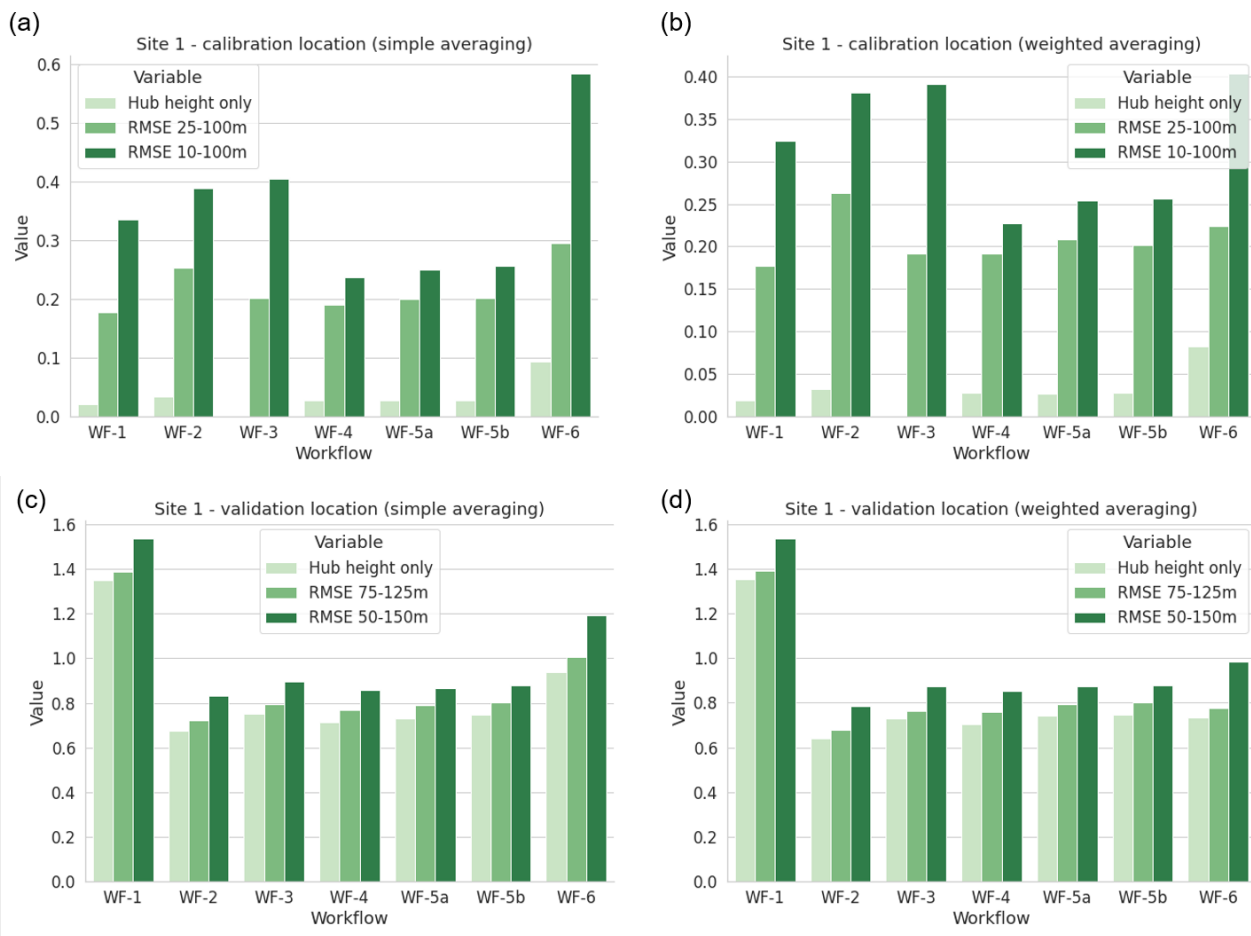 (a)
Site 1 - calibration location (simple averaging)
Variable
Hub height only
RMSE 25-100m
RMSE 10-100m
0.6
0.5
0.4
0.3
0.2
0.1
0.0
Value
WF-1 WF-2 WF-3 WF-4 WF-5a WF-5b WF-6
Workflow
(b)
Site 1 - calibration location (weighted averaging)
Variable
Hub height only
RMSE 25-100m
RMSE 10-100m
0.40
0.35
0.30
0.25
0.20
0.15
0.10
0.05
0.00
Value
WF-1 WF-2 WF-3 WF-4 WF-5a WF-5b WF-6
Workflow
(c)
Site 1 - validation location (simple averaging)
Variable
Hub height only
RMSE 75-125m
RMSE 50-150m
1.6
1.4
1.2
1.0
0.8
0.6
0.4
0.2
0.0
Value
WF-1 WF-2 WF-3 WF-4 WF-5a WF-5b WF-6
Workflow
(d)
Site 1 - validation location (weighted averaging)
Variable
Hub height only
RMSE 75-125m
RMSE 50-150m
1.6
1.4
1.2
1.0
0.8
0.6
0.4
0.2
0.0
Value
WF-1 WF-2 WF-3 WF-4 WF-5a WF-5b WF-6
Workflow